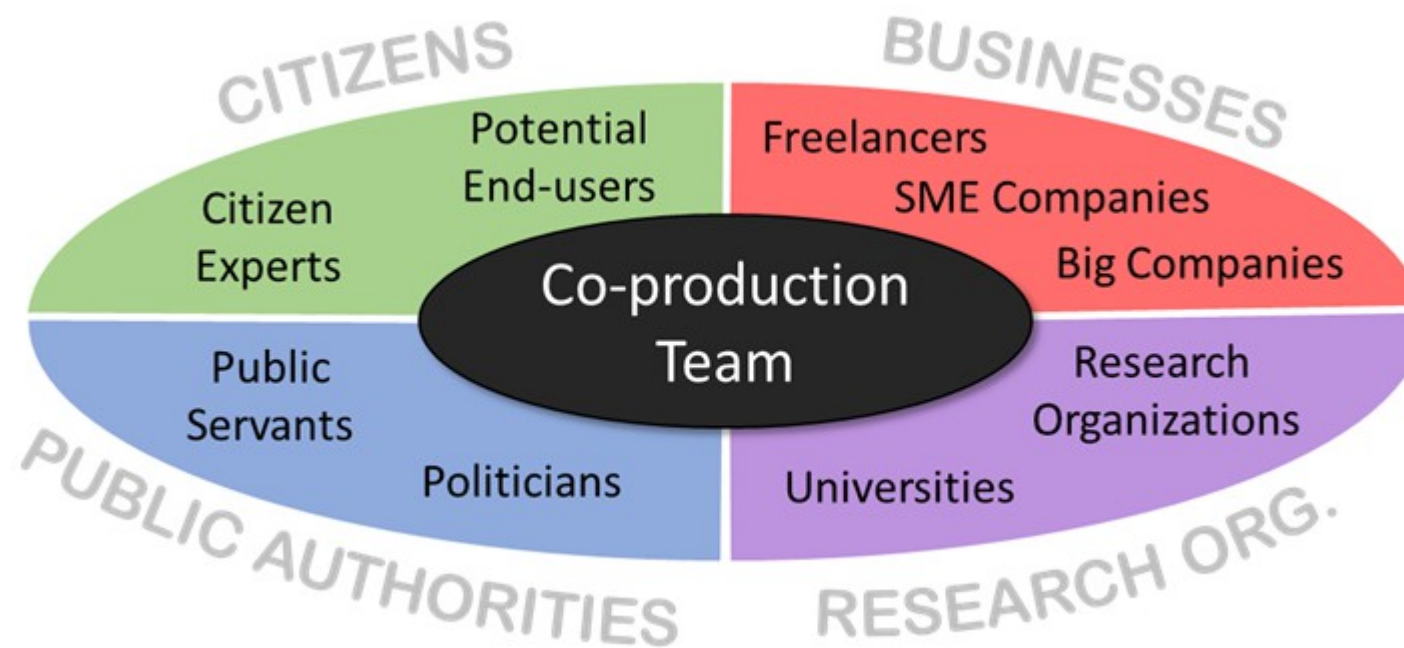 CITIZENS
BUSINESSES
Potential
End-users
Citizen
Experts
Freelancers
SME Companies
Big Companies
Co-production
Team
Public
Servants
Politicians
Research
Organizations
Universities
PUBLIC AUTHORITIES
RESEARCH ORG.